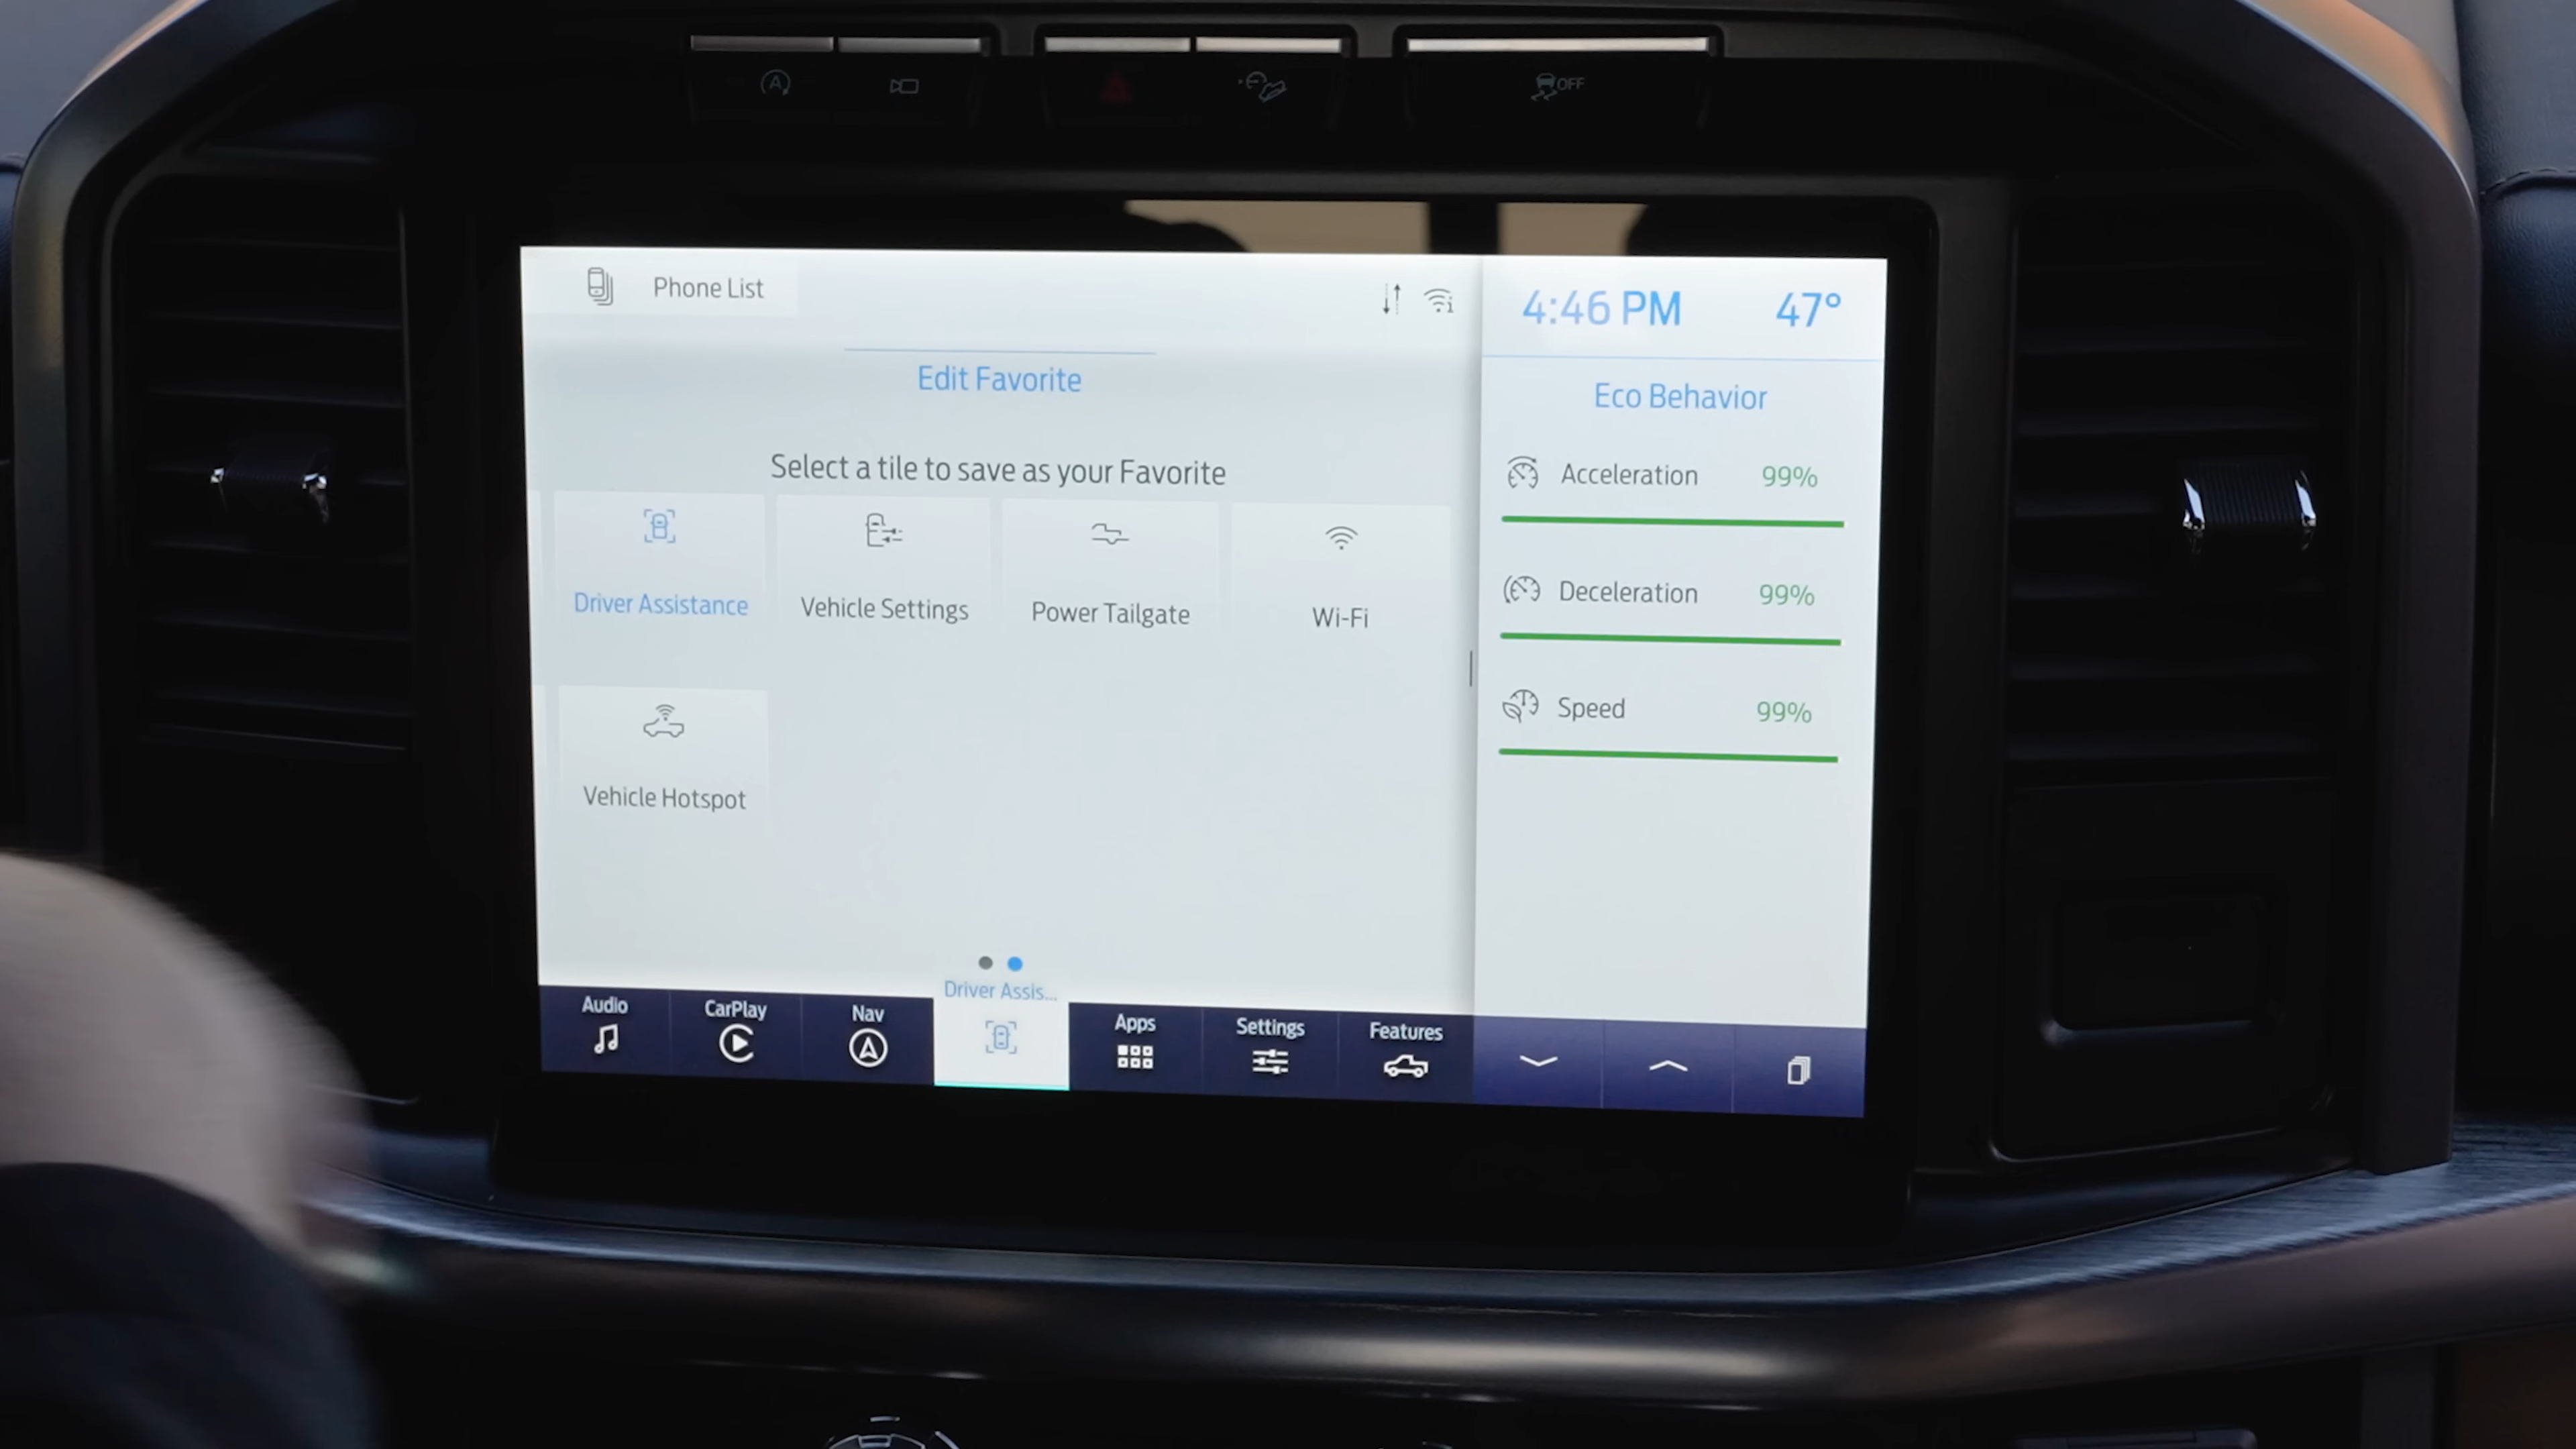 A
OFF
Phone List
4:46 PM
47°
Edit Favorite
Select a tile to save as your Favorite
Driver Assistance
Vehicle Settings
Power Tailgate
Wi-Fi
Vehicle Hotspot
Eco Behavior
Acceleration 99%
Deceleration 99%
Speed 99%
Audio
CarPlay
Nav
Driver Assis...
Apps
Settings
Features